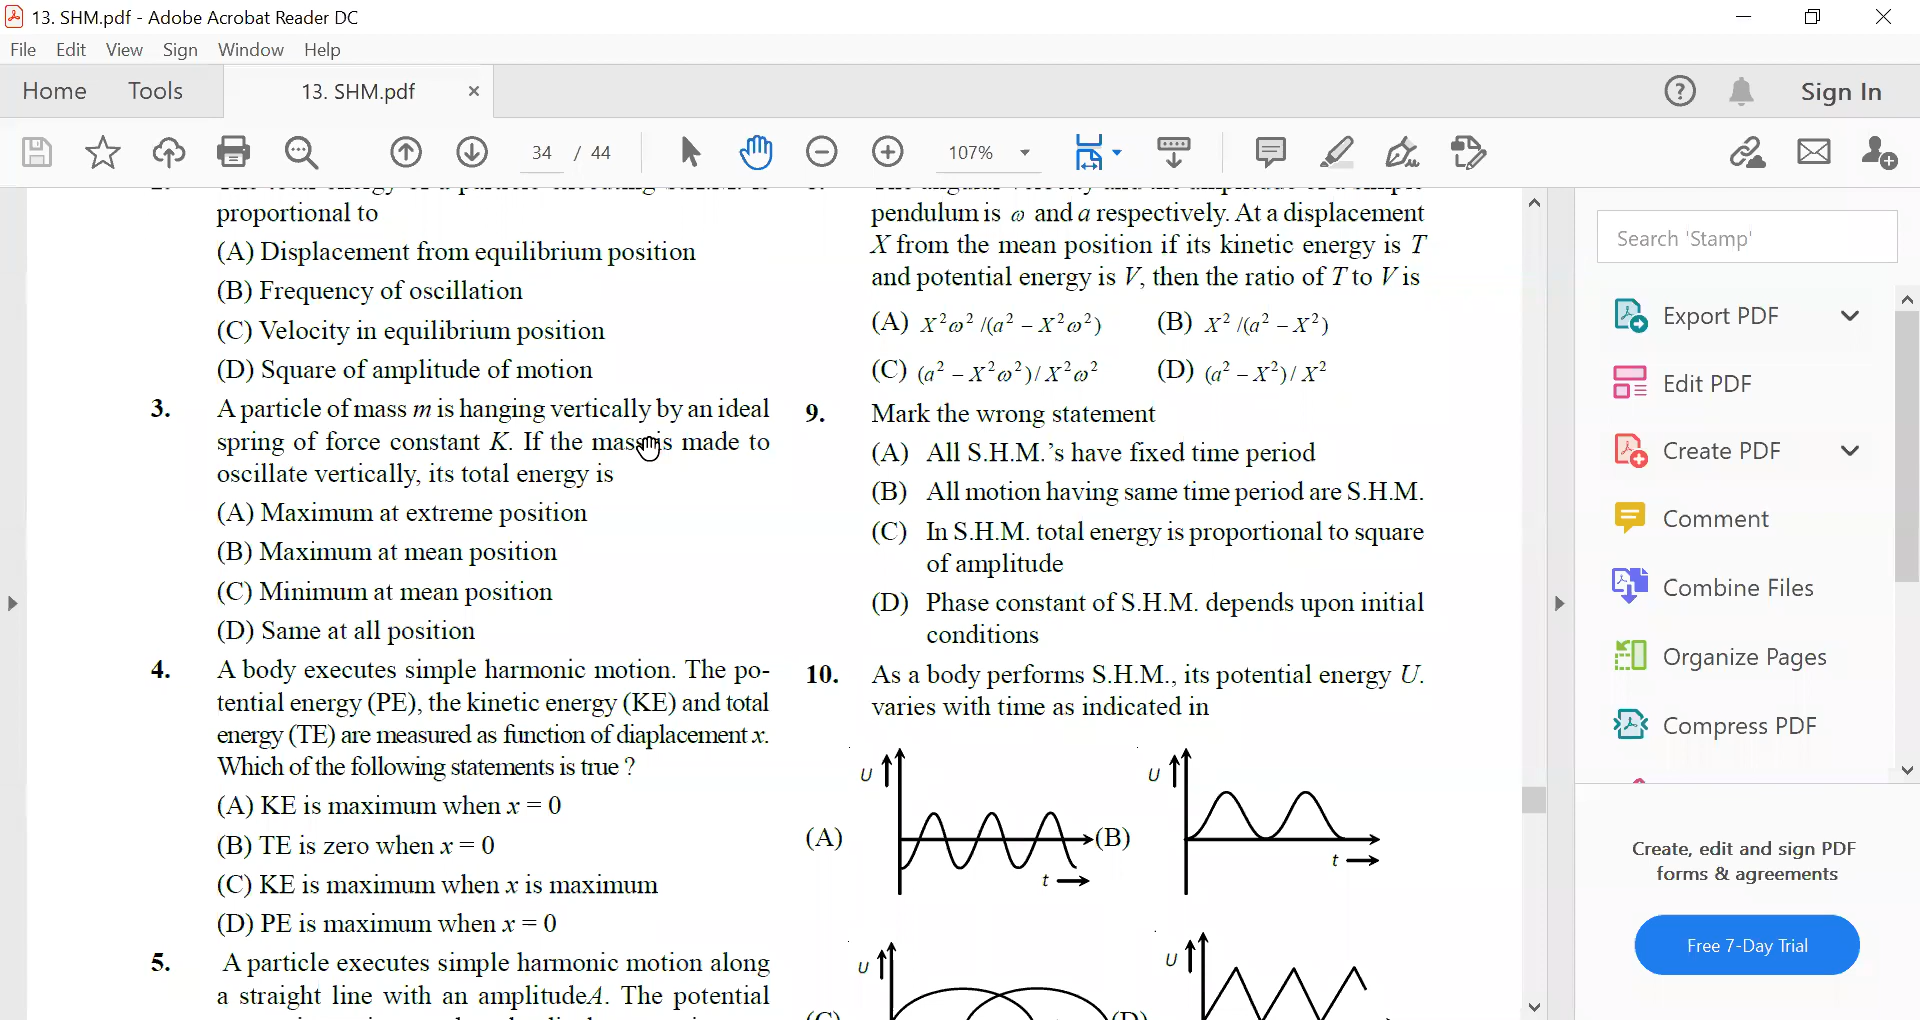 13. SHM.pdf - Adobe Acrobat Reader DC
File Edit View Sign Window Help
Home Tools 13. SHM.pdf × Sign In
34 / 44 107%
proportional to
(A) Displacement from equilibrium position
(B) Frequency of oscillation
(C) Velocity in equilibrium position
(D) Square of amplitude of motion
3. A particle of mass m is hanging vertically by an ideal
spring of force constant K. If the mass is made to
oscillate vertically, its total energy is
(A) Maximum at extreme position
(B) Maximum at mean position
(C) Minimum at mean position
(D) Same at all position
4. A body executes simple harmonic motion. The po-
tential energy (PE), the kinetic energy (KE) and total
energy (TE) are measured as function of diaplacement x.
Which of the following statements is true ?
(A) KE is maximum when x = 0
(B) TE is zero when x = 0
(C) KE is maximum when x is maximum
(D) PE is maximum when x = 0
5. A particle executes simple harmonic motion along
a straight line with an amplitudeA. The potential
pendulum is ω and a respectively. At a displacement
X from the mean position if its kinetic energy is T
and potential energy is V, then the ratio of T to V is
(A) X²ω² /(a² – X²ω²) (B) X² /(a² – X²)
(C) (a² – X²ω²)/ X²ω² (D) (a² – X²)/ X²
9. Mark the wrong statement
(A) All S.H.M.'s have fixed time period
(B) All motion having same time period are S.H.M.
(C) In S.H.M. total energy is proportional to square
of amplitude
(D) Phase constant of S.H.M. depends upon initial
conditions
10. As a body performs S.H.M., its potential energy U.
varies with time as indicated in
U U
(A) (B)
t t
U U
(C) (D)
Search 'Stamp'
Export PDF
Edit PDF
Create PDF
Comment
Combine Files
Organize Pages
Compress PDF
Create, edit and sign PDF
forms & agreements
Free 7-Day Trial